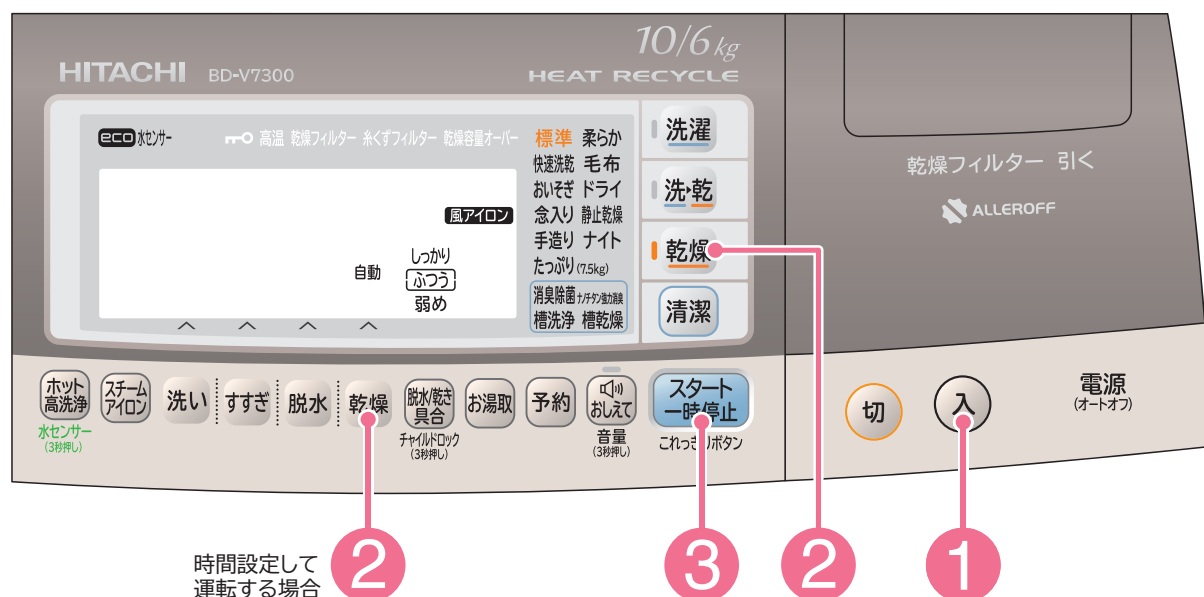 10/6 kg
HITACHI BD-V7300
HEAT RECYCLE
eco 水センサー 高温 乾燥フィルター 糸くずフィルター 乾燥容量オーバー
標準 柔らか
快速洗乾 毛布
おいそぎ ドライ
念入り 静止乾燥
手造り ナイト
たっぷり(7.5kg)
消臭除菌 ナノチタン強力消臭
槽洗浄 槽乾燥
風アイロン
しっかり
自動 ふつう
弱め
洗濯
洗・乾
乾燥
清潔
乾燥フィルター 引く
ALLEROFF
ホット
高洗浄
水センサー
(3秒押し)
スチーム
アイロン
洗い
すすぎ
脱水
乾燥
脱水/乾き
具合
チャイルドロック
(3秒押し)
お湯取
予約
おしえて
音量
(3秒押し)
スタート
一時停止
これっきりボタン
切
入
電源
(オートオフ)
時間設定して
運転する場合
2
3
2
1